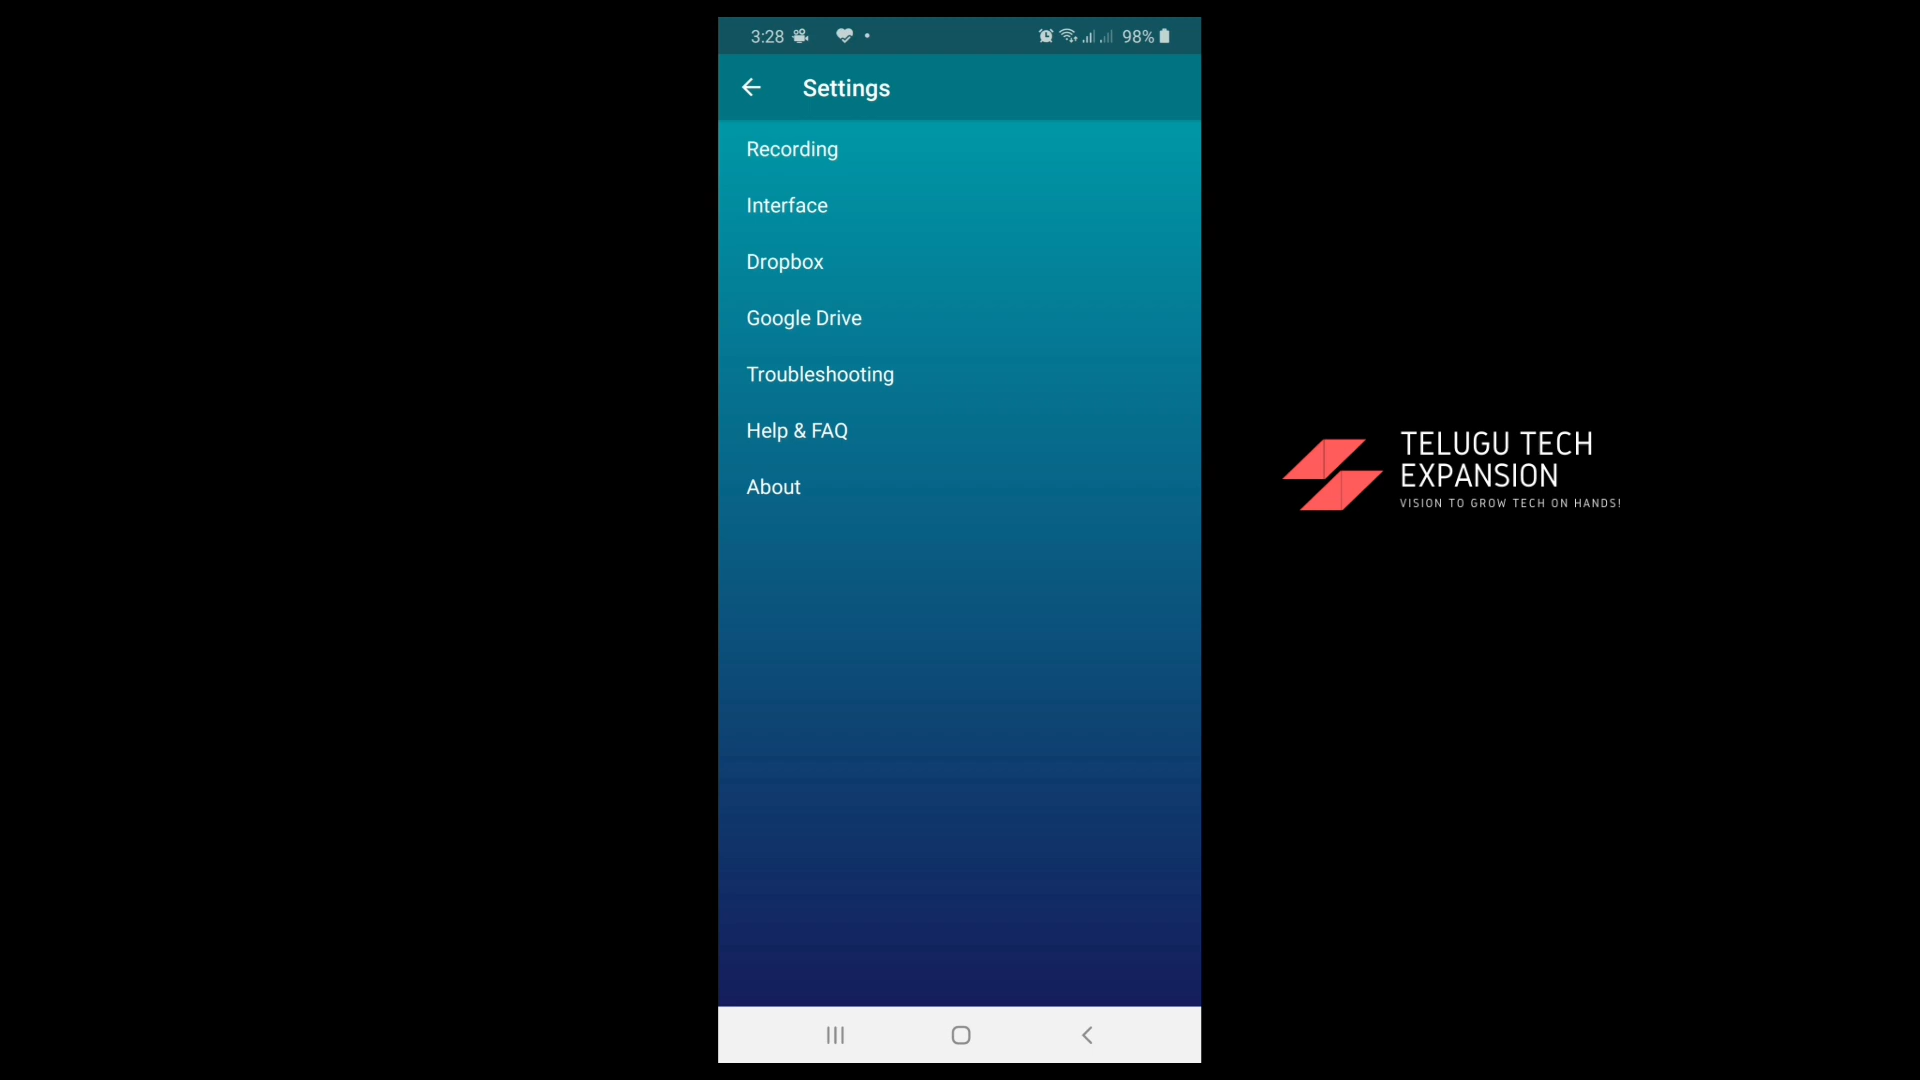 3:28
98%
Settings
Recording
Interface
Dropbox
Google Drive
Troubleshooting
Help & FAQ
About
TELUGU TECH
EXPANSION
VISION TO GROW TECH ON HANDS!